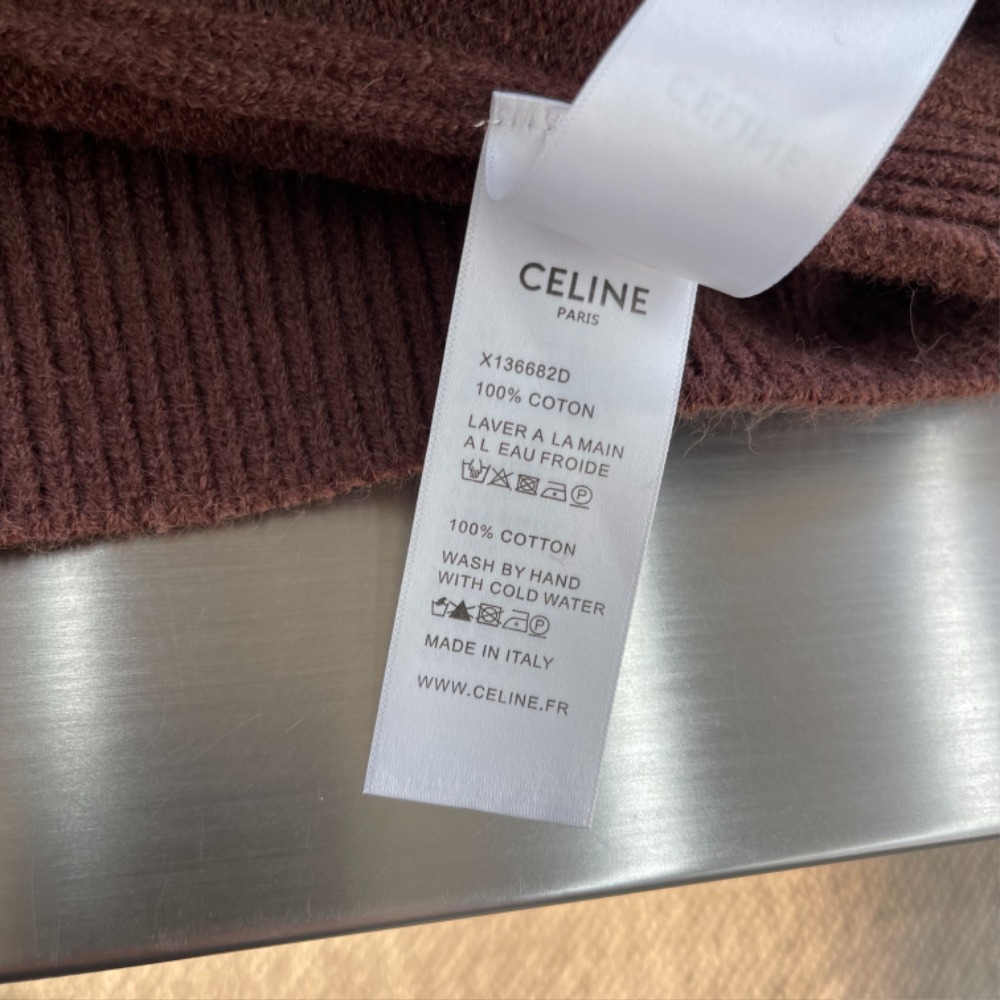 CELINE
CELINE
PARIS
X136682D
100% COTON
LAVER A LA MAIN
A L EAU FROIDE
P
100% COTTON
WASH BY HAND
WITH COLD WATER
P
MADE IN ITALY
WWW.CELINE.FR